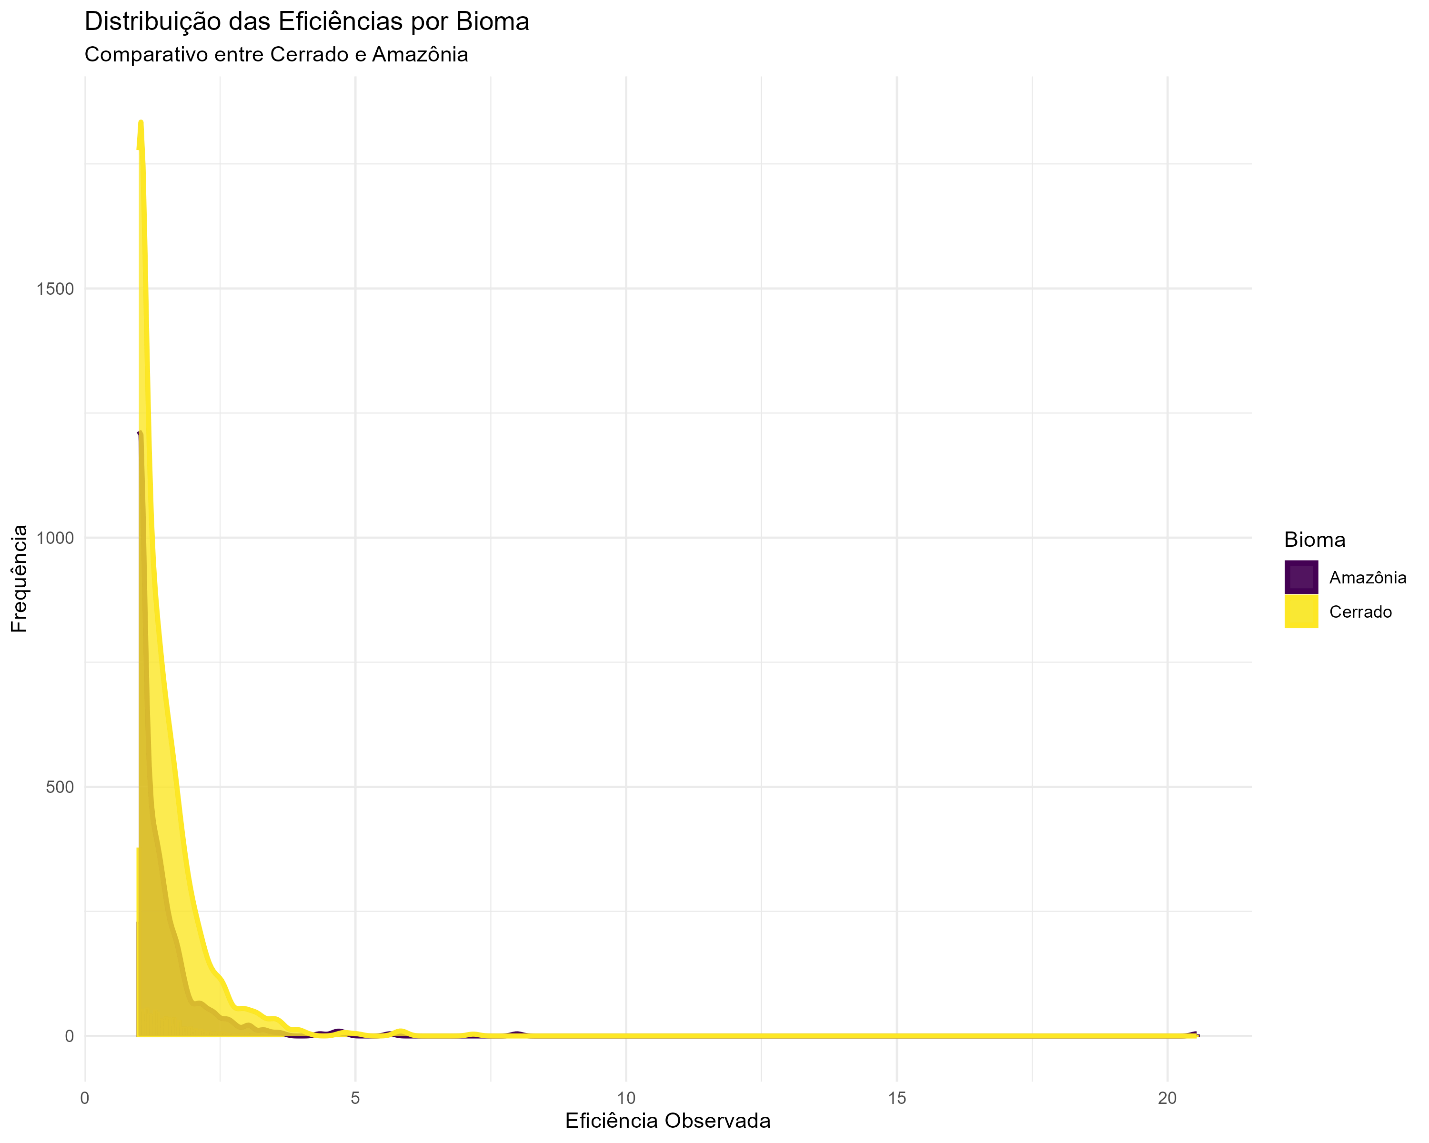 Distribuição das Eficiências por Bioma
Comparativo entre Cerrado e Amazônia
Frequência
1500
1000
500
0
0
5
10
15
20
Eficiência Observada
Bioma
Amazônia
Cerrado